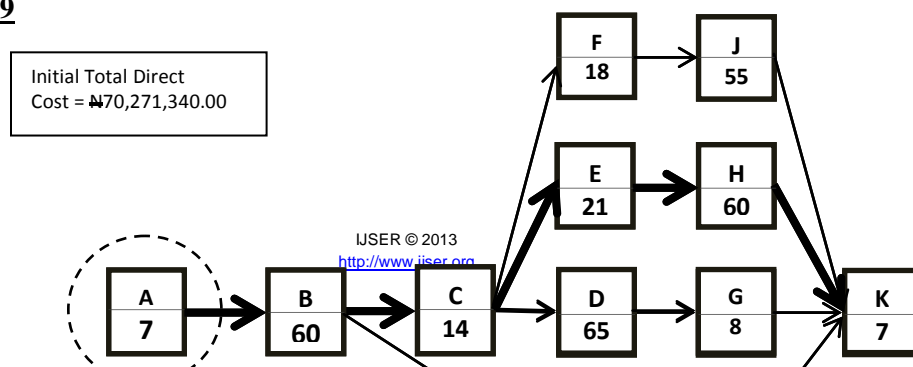 9
Initial Total Direct
Cost = ₦70,271,340.00
F
18
J
55
E
21
H
60
IJSER © 2013
http://www.ijser.org
A
7
B
60
C
14
D
65
G
8
K
7